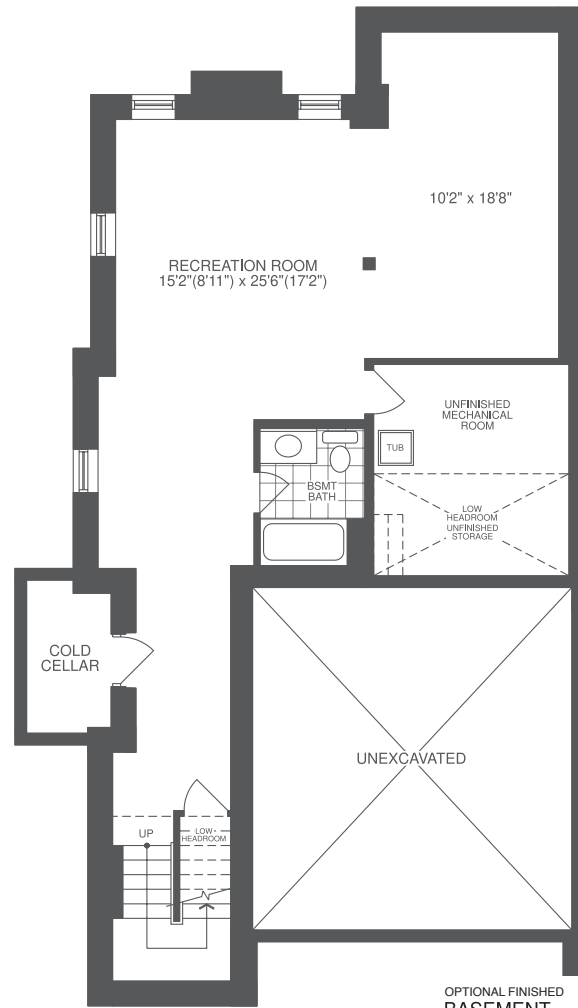 10'2" x 18'8"
RECREATION ROOM
15'2"(8'11") x 25'6"(17'2")
UNFINISHED
MECHANICAL
ROOM
TUB
BSMT
BATH
LOW
HEADROOM
UNFINISHED
STORAGE
COLD
CELLAR
UNEXCAVATED
UP
LOW
HEADROOM
OPTIONAL FINISHED
BASEMENT